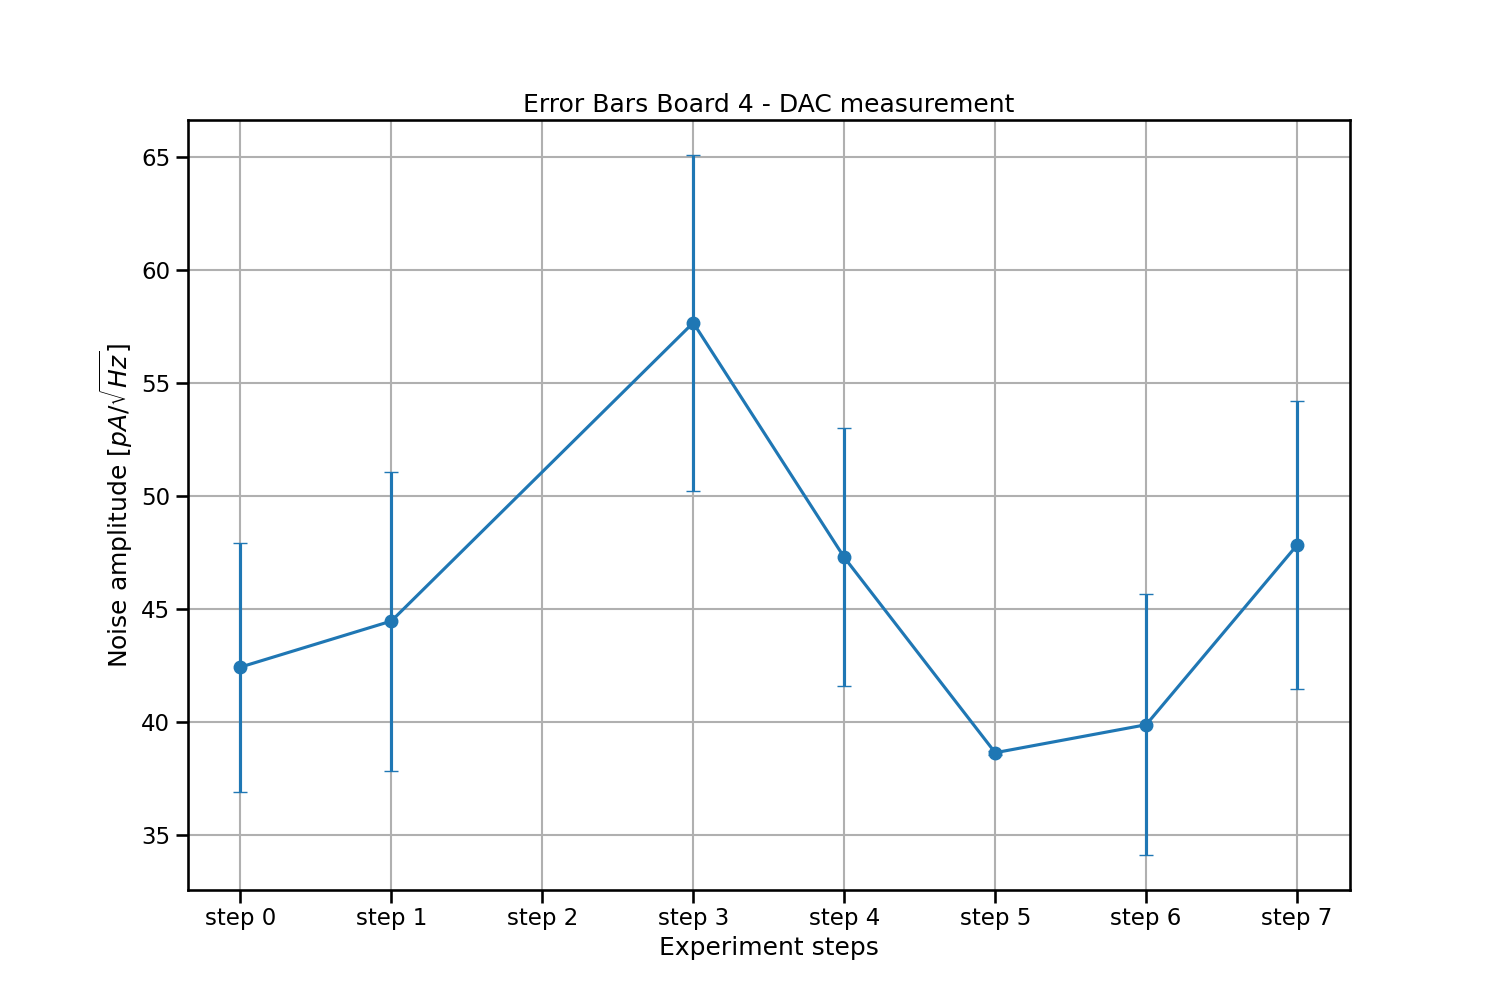 Error Bars Board 4 - DAC measurement
Noise amplitude [pA/√Hz]
65
60
55
50
45
40
35
step 0 step 1 step 2 step 3 step 4 step 5 step 6 step 7
Experiment steps